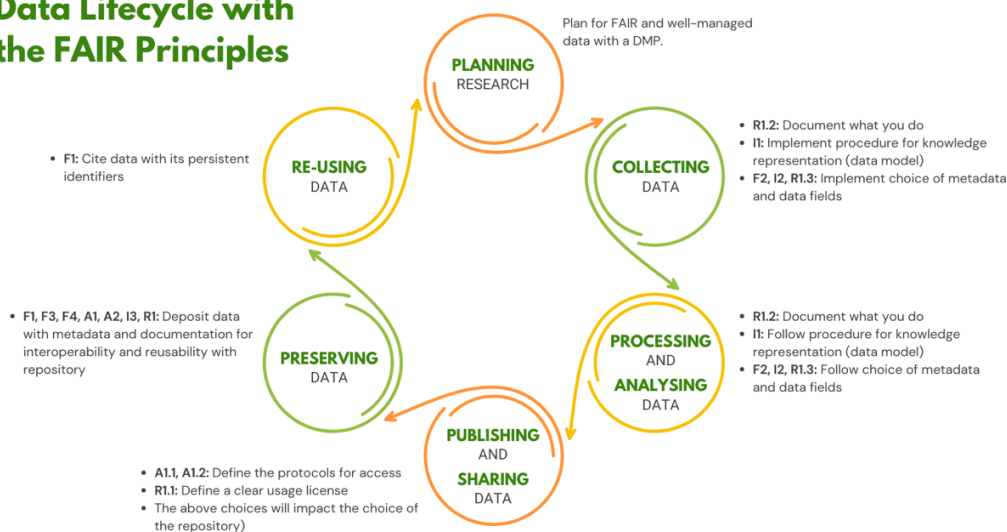 Data Lifecycle with
the FAIR Principles
Plan for FAIR and well-managed
data with a DMP.
PLANNING
RESEARCH
• R1.2: Document what you do
• I1: Implement procedure for knowledge
representation (data model)
• F2, I2, R1.3: Implement choice of metadata
and data fields
COLLECTING
DATA
• R1.2: Document what you do
• I1: Follow procedure for knowledge
representation (data model)
• F2, I2, R1.3: Follow choice of metadata
and data fields
PROCESSING
AND
ANALYSING
DATA
PUBLISHING
AND
SHARING
DATA
• A1.1, A1.2: Define the protocols for access
• R1.1: Define a clear usage license
• The above choices will impact the choice of
the repository)
PRESERVING
DATA
• F1, F3, F4, A1, A2, I3, R1: Deposit data
with metadata and documentation for
interoperability and reusability with
repository
RE-USING
DATA
• F1: Cite data with its persistent
identifiers